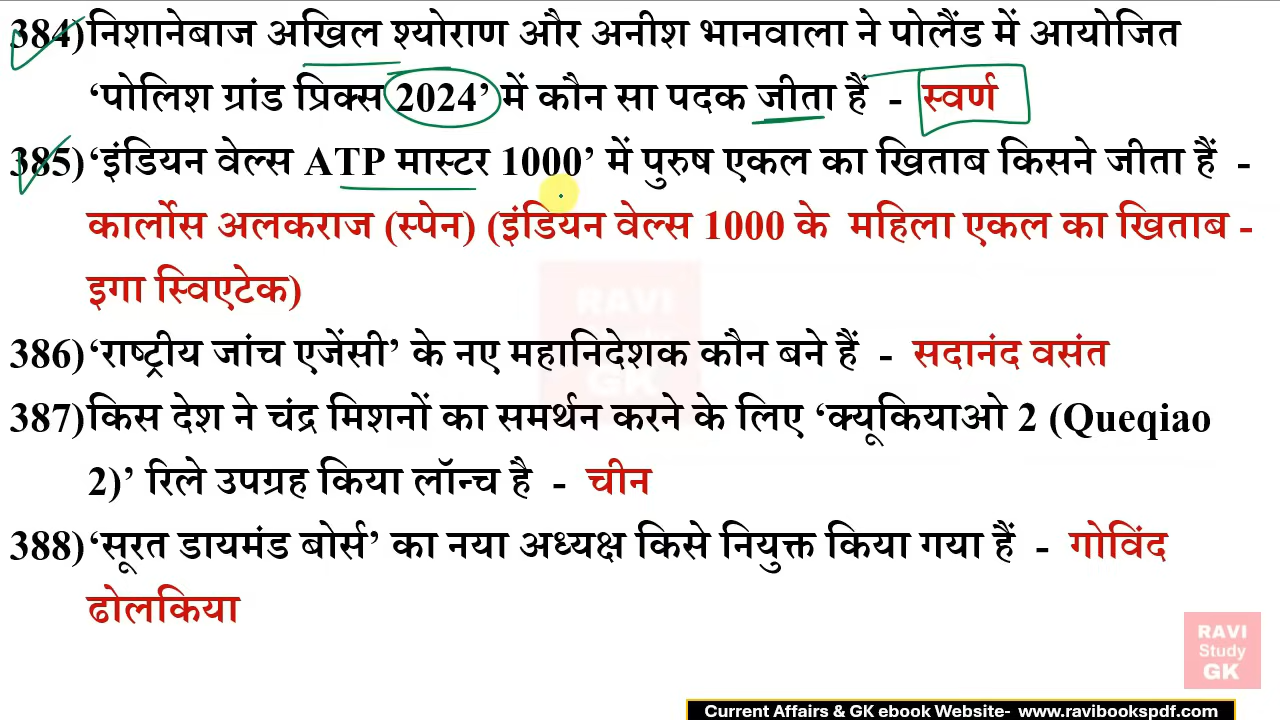 384)निशानेबाज अखिल श्योराण और अनीश भानवाला ने पोलैंड में आयोजित
‘पोलिश ग्रांड प्रिक्स 2024’ में कौन सा पदक जीता हैं - स्वर्ण
385)‘इंडियन वेल्स ATP मास्टर 1000’ में पुरुष एकल का खिताब किसने जीता हैं -
कार्लोस अलकराज (स्पेन) (इंडियन वेल्स 1000 के महिला एकल का खिताब -
इगा स्विएटेक)
386)‘राष्ट्रीय जांच एजेंसी’ के नए महानिदेशक कौन बने हैं - सदानंद वसंत
387)किस देश ने चंद्र मिशनों का समर्थन करने के लिए ‘क्यूकियाओ 2 (Queqiao
2)’ रिले उपग्रह किया लॉन्च है - चीन
388)‘सूरत डायमंड बोर्स’ का नया अध्यक्ष किसे नियुक्त किया गया हैं - गोविंद
ढोलकिया
RAVI
Study
GK
RAVI
Study
GK
Current Affairs & GK ebook Website- www.ravibookspdf.com